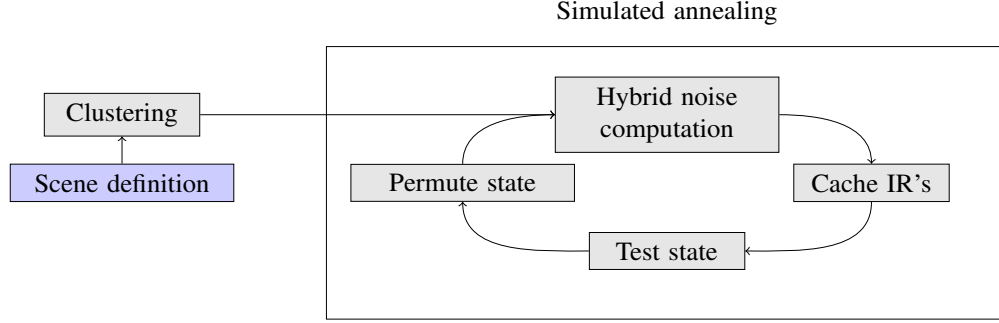 Simulated annealing
Clustering
Scene definition
Hybrid noise
computation
Permute state
Cache IR's
Test state